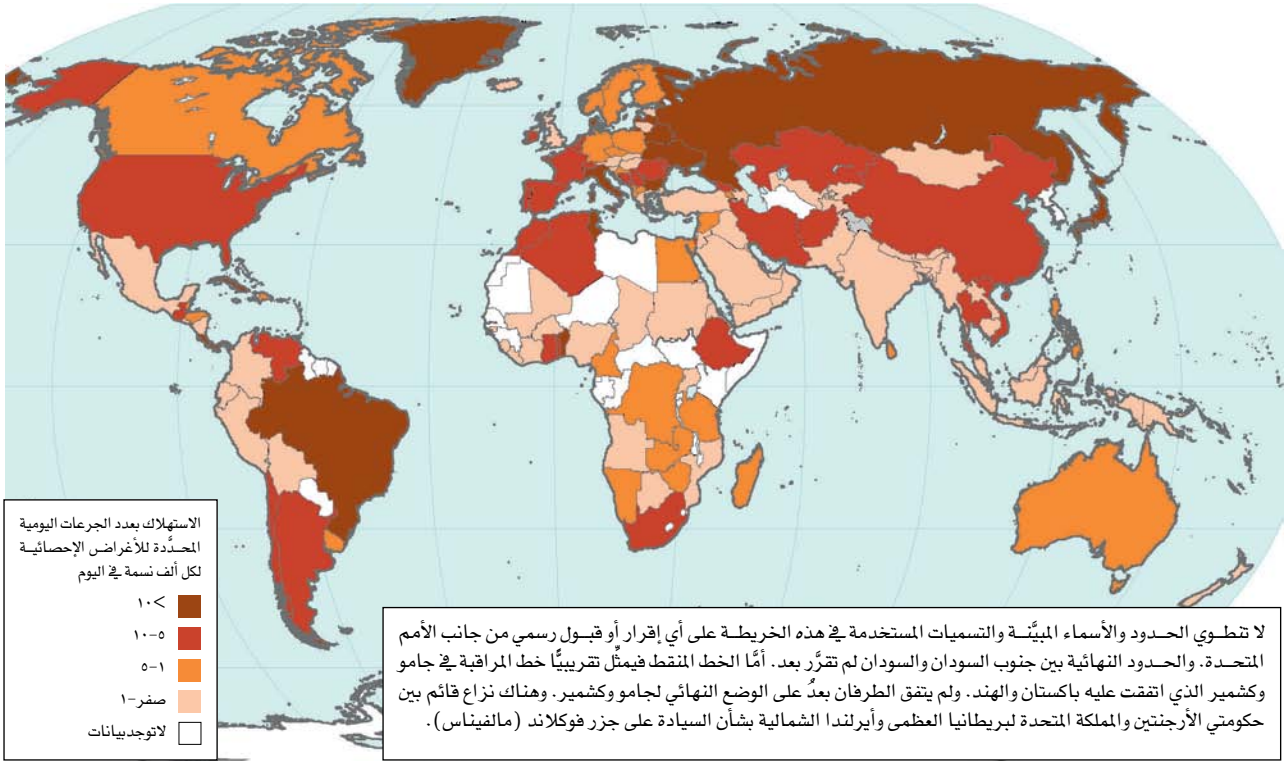 الاستهلاك بعدد الجرعات اليومية
المحدَّدة للأغراض الإحصائية
لكل ألف نسمة في اليوم
>١٠
٥-١٠
١-٥
صفر-١
لاتوجدبيانات
لا تنطوي الحدود والأسماء المبيَّنة والتسميات المستخدمة في هذه الخريطة على أي إقرار أو قبول رسمي من جانب الأمم
المتحدة. والحدود النهائية بين جنوب السودان والسودان لم تقرَّر بعد. أمَّا الخط المنقط فيمثِّل تقريبيًّا خط المراقبة في جامو
وكشمير الذي اتفقت عليه باكستان والهند. ولم يتفق الطرفان بعدُ على الوضع النهائي لجامو وكشمير. وهناك نزاع قائم بين
حكومتي الأرجنتين والمملكة المتحدة لبريطانيا العظمى وأيرلندا الشمالية بشأن السيادة على جزر فوكلاند (مالفيناس).